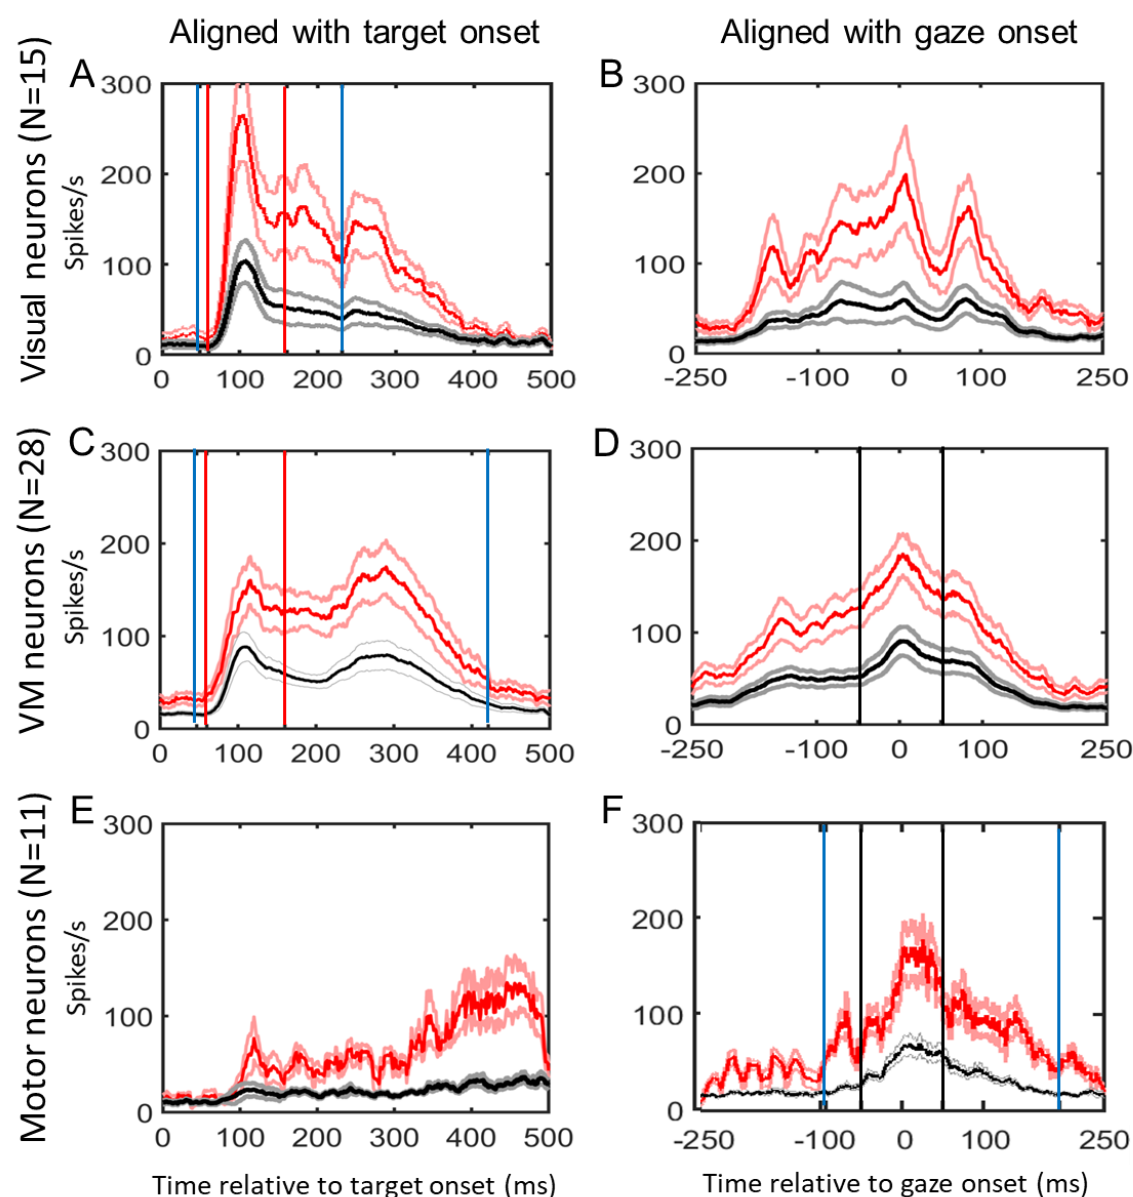 Aligned with target onset
Aligned with gaze onset
Visual neurons (N=15)
A
Spikes/s
300
200
100
0
0 100 200 300 400 500
B
300
200
100
0
-250 -100 0 100 250
VM neurons (N=28)
C
Spikes/s
300
200
100
0
0 100 200 300 400 500
D
300
200
100
0
-250 -100 0 100 250
Motor neurons (N=11)
E
Spikes/s
300
200
100
0
0 100 200 300 400 500
F
300
200
100
0
-250 -100 0 100 250
Time relative to target onset (ms)
Time relative to gaze onset (ms)